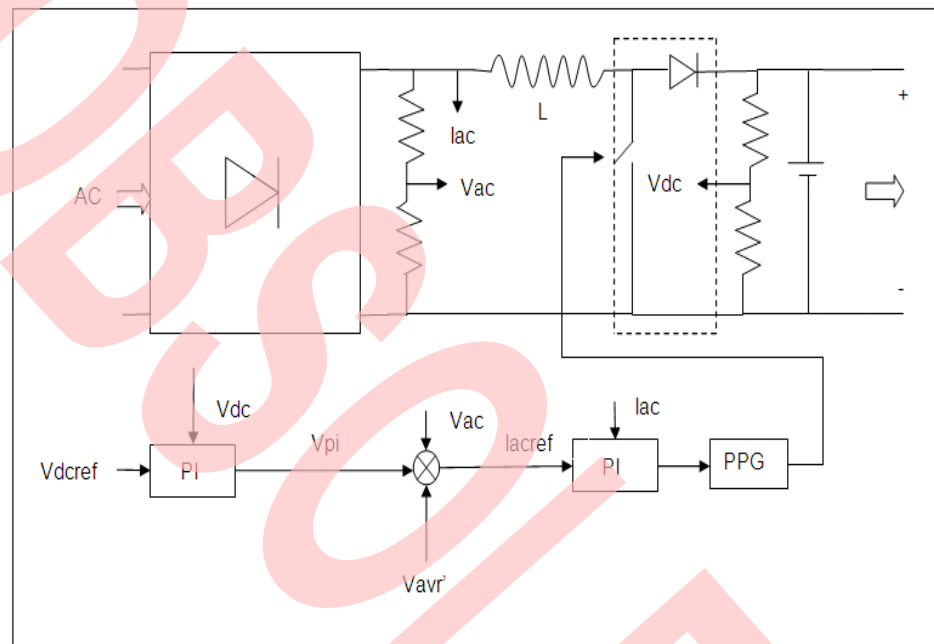 Iac
L
+
AC
Vac
Vdc
-
Vdc
Vac
Iac
Vdcref
PI
Vpi
Iacref
PI
PPG
Vavr'